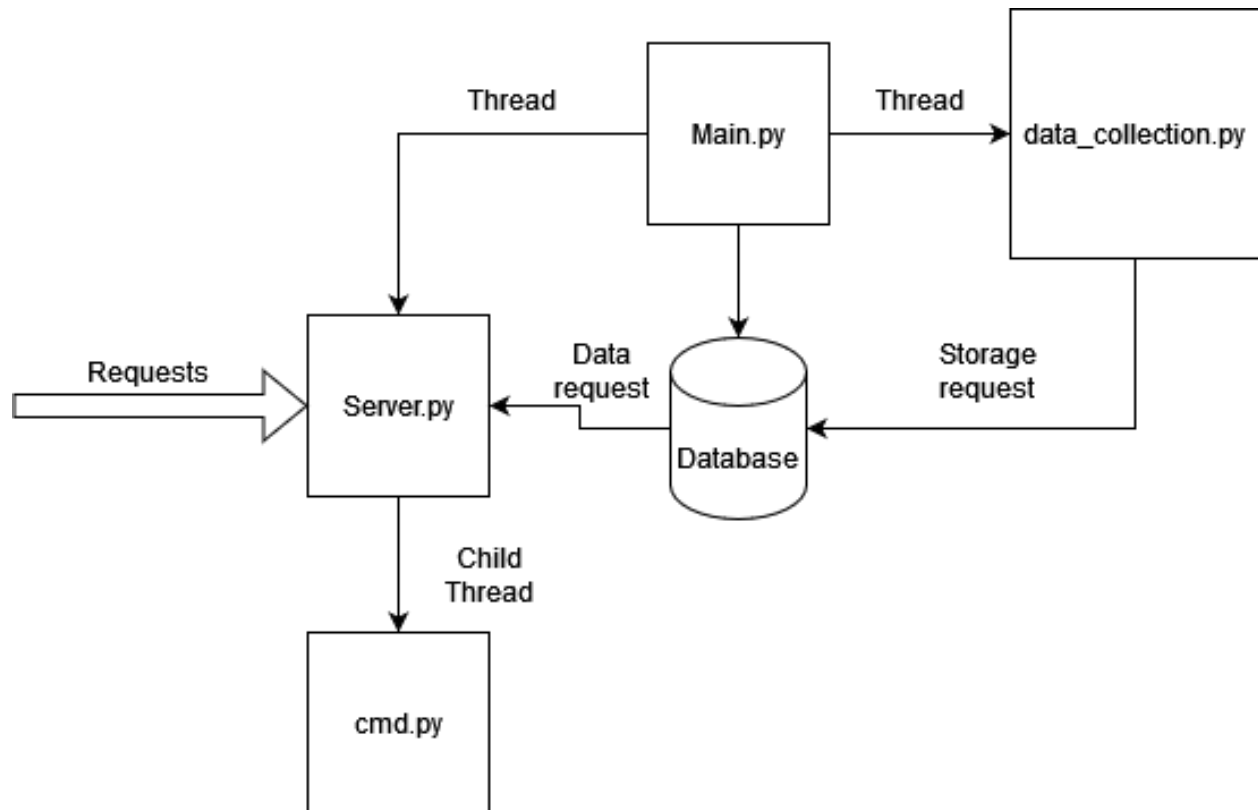 Thread
Main.py
Thread
data_collection.py
Requests
Server.py
Data
request
Database
Storage
request
Child
Thread
cmd.py